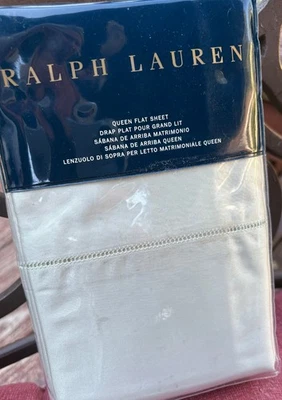 RALPH LAUREN
QUEEN FLAT SHEET
DRAP PLAT POUR GRAND LIT
SÁBANA DE ARRIBA MATRIMONIO
SÁBANA DE ARRIBA QUEEN
LENZUOLO DI SOPRA PER LETTO MATRIMONIALE QUEEN